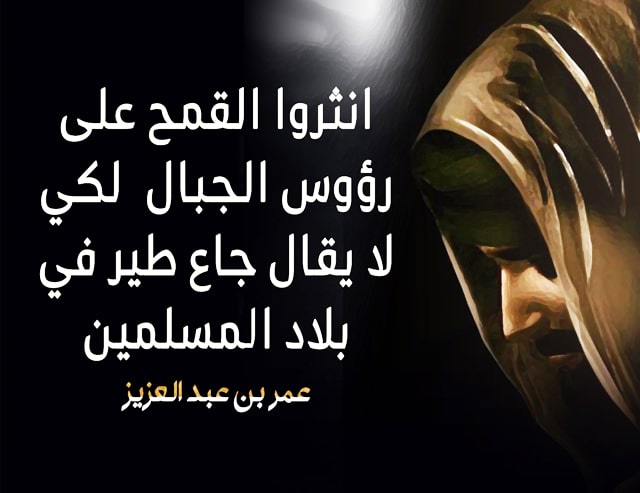 انثروا القمح على
رؤوس الجبال لكي
لا يقال جاع طير في
بلاد المسلمين
عمر بن عبد العزيز